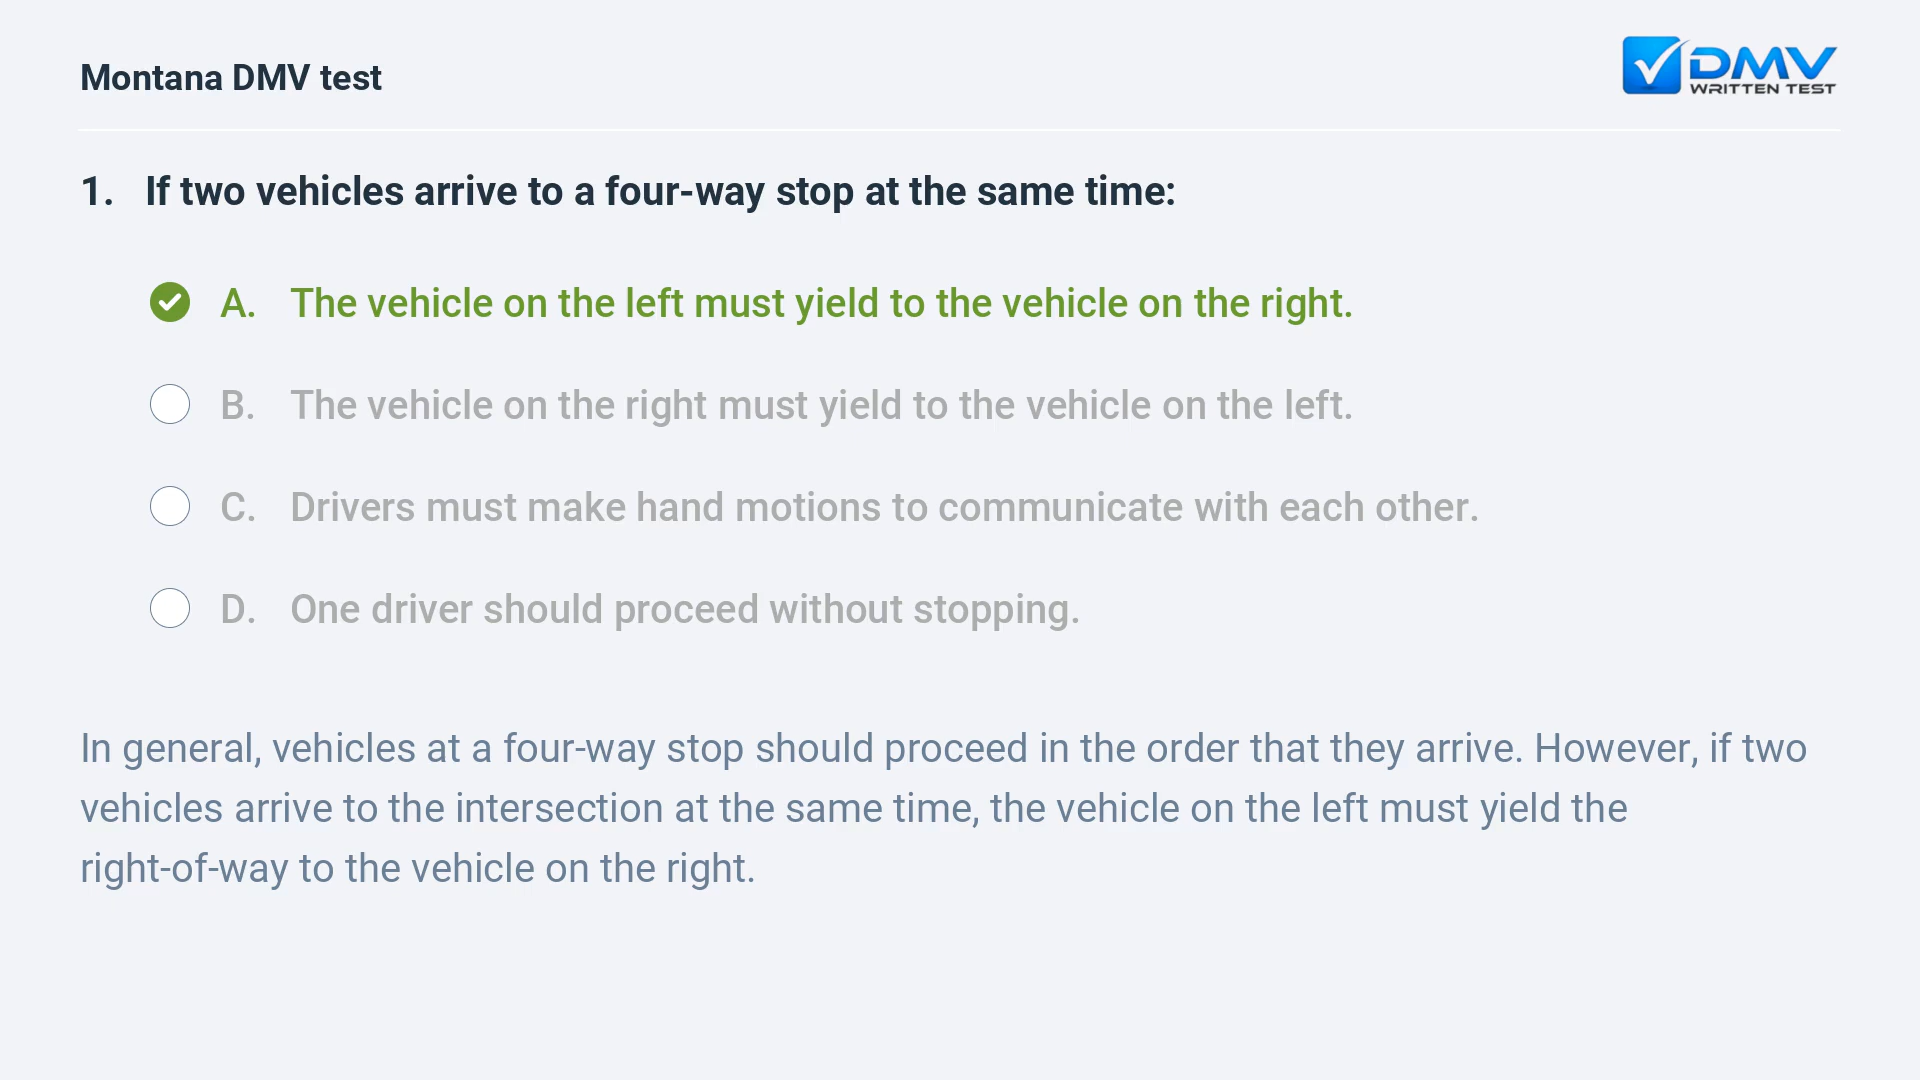 Montana DMV test
DMV
WRITTEN TEST
1. If two vehicles arrive to a four-way stop at the same time:
A. The vehicle on the left must yield to the vehicle on the right.
B. The vehicle on the right must yield to the vehicle on the left.
C. Drivers must make hand motions to communicate with each other.
D. One driver should proceed without stopping.
In general, vehicles at a four-way stop should proceed in the order that they arrive. However, if two
vehicles arrive to the intersection at the same time, the vehicle on the left must yield the
right-of-way to the vehicle on the right.